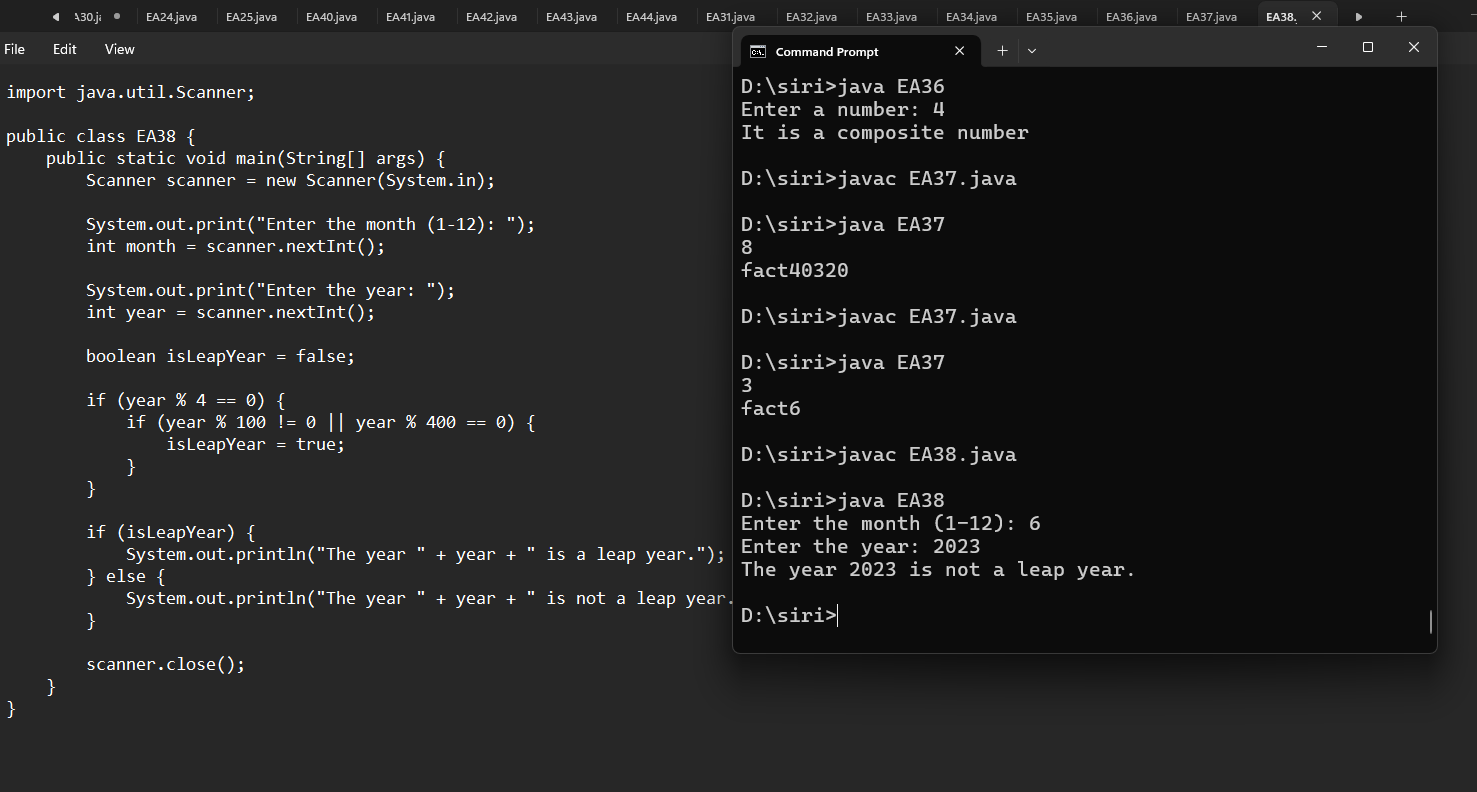 EA30.ja
EA24.java
EA25.java
EA40.java
EA41.java
EA42.java
EA43.java
EA44.java
EA31.java
EA32.java
EA33.java
EA34.java
EA35.java
EA36.java
EA37.java
EA38.
File Edit View
import java.util.Scanner;
public class EA38 {
public static void main(String[] args) {
Scanner scanner = new Scanner(System.in);
System.out.print("Enter the month (1-12): ");
int month = scanner.nextInt();
System.out.print("Enter the year: ");
int year = scanner.nextInt();
boolean isLeapYear = false;
if (year % 4 == 0) {
if (year % 100 != 0 || year % 400 == 0) {
isLeapYear = true;
}
}
if (isLeapYear) {
System.out.println("The year " + year + " is a leap year.");
} else {
System.out.println("The year " + year + " is not a leap year.
}
scanner.close();
}
}
Command Prompt
D:\siri>java EA36
Enter a number: 4
It is a composite number
D:\siri>javac EA37.java
D:\siri>java EA37
8
fact40320
D:\siri>javac EA37.java
D:\siri>java EA37
3
fact6
D:\siri>javac EA38.java
D:\siri>java EA38
Enter the month (1-12): 6
Enter the year: 2023
The year 2023 is not a leap year.
D:\siri>